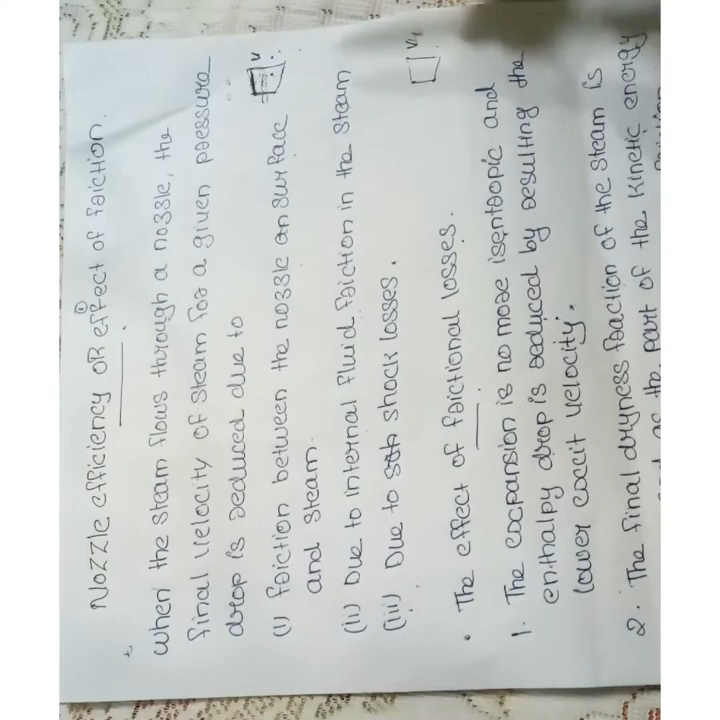 Nozzle efficiency OR effect of friction.
When the steam flows through a nozzle, the
final velocity of steam for a given pressure
drop is reduced due to
(i) friction between the nozzle an surface
and steam.
(ii) Due to internal fluid friction in the steam
(iii) Due to shock losses.
V1
• The effect of frictional losses.
1. The expansion is no more isentropic and
enthalpy drop is reduced by resulting the
lower exit velocity.
2. The final dryness fraction of the steam is
as the part of the kinetic energy